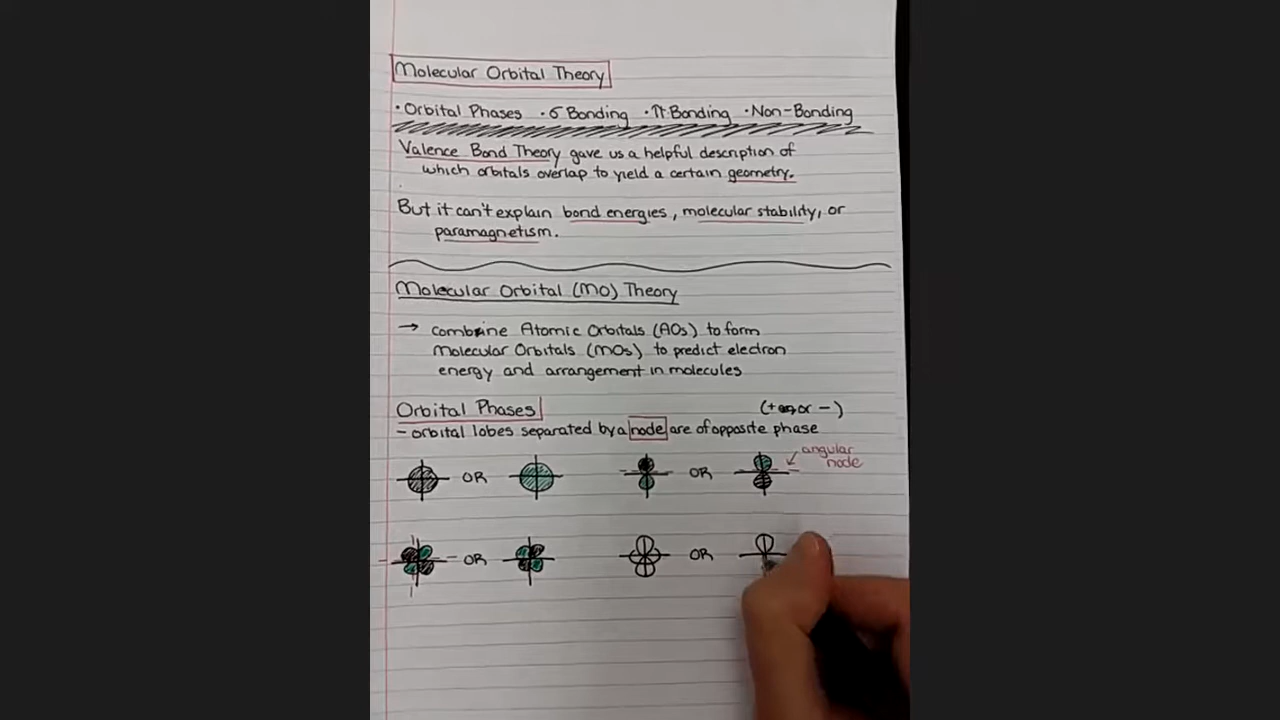 Molecular Orbital Theory
• Orbital Phases • σ Bonding • π Bonding • Non-Bonding
Valence Bond Theory gave us a helpful description of
which orbitals overlap to yield a certain geometry.
But it can't explain bond energies, molecular stability, or
paramagnetism.
Molecular Orbital (MO) Theory
→ combine Atomic Orbitals (AOs) to form
Molecular Orbitals (MOs) to predict electron
energy and arrangement in molecules
Orbital Phases (+ or −)
- orbital lobes separated by a node are of opposite phase
angular
node
OR OR
OR OR